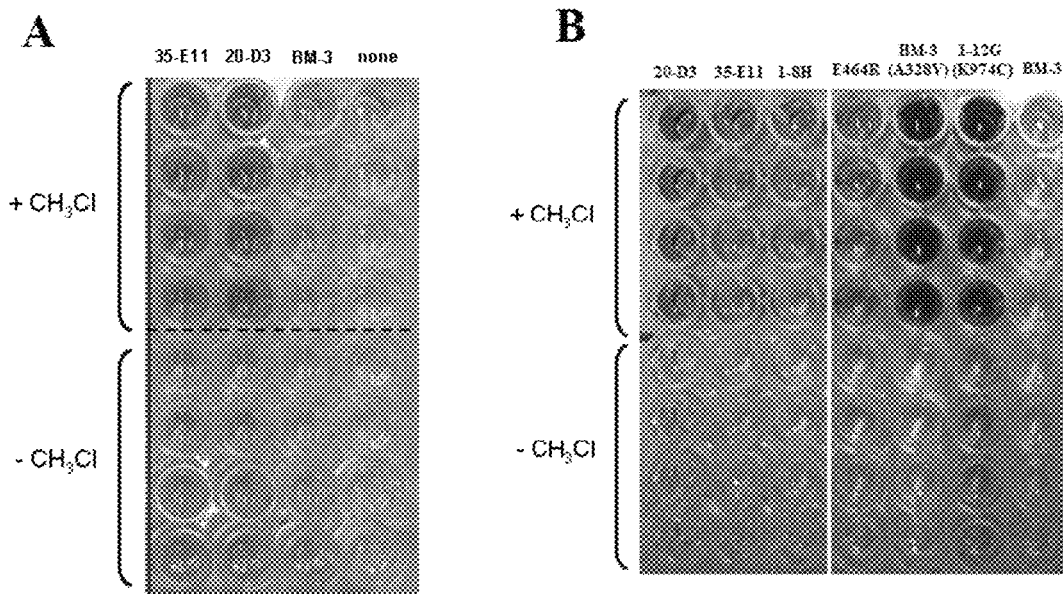 A
35-E11 20-D3 BM-3 none
+ CH₃Cl
- CH₃Cl
B
BM-3 1-12G
20-D3 35-E11 1-8H E464R (A328V) (K974C) BM-3
+ CH₃Cl
- CH₃Cl